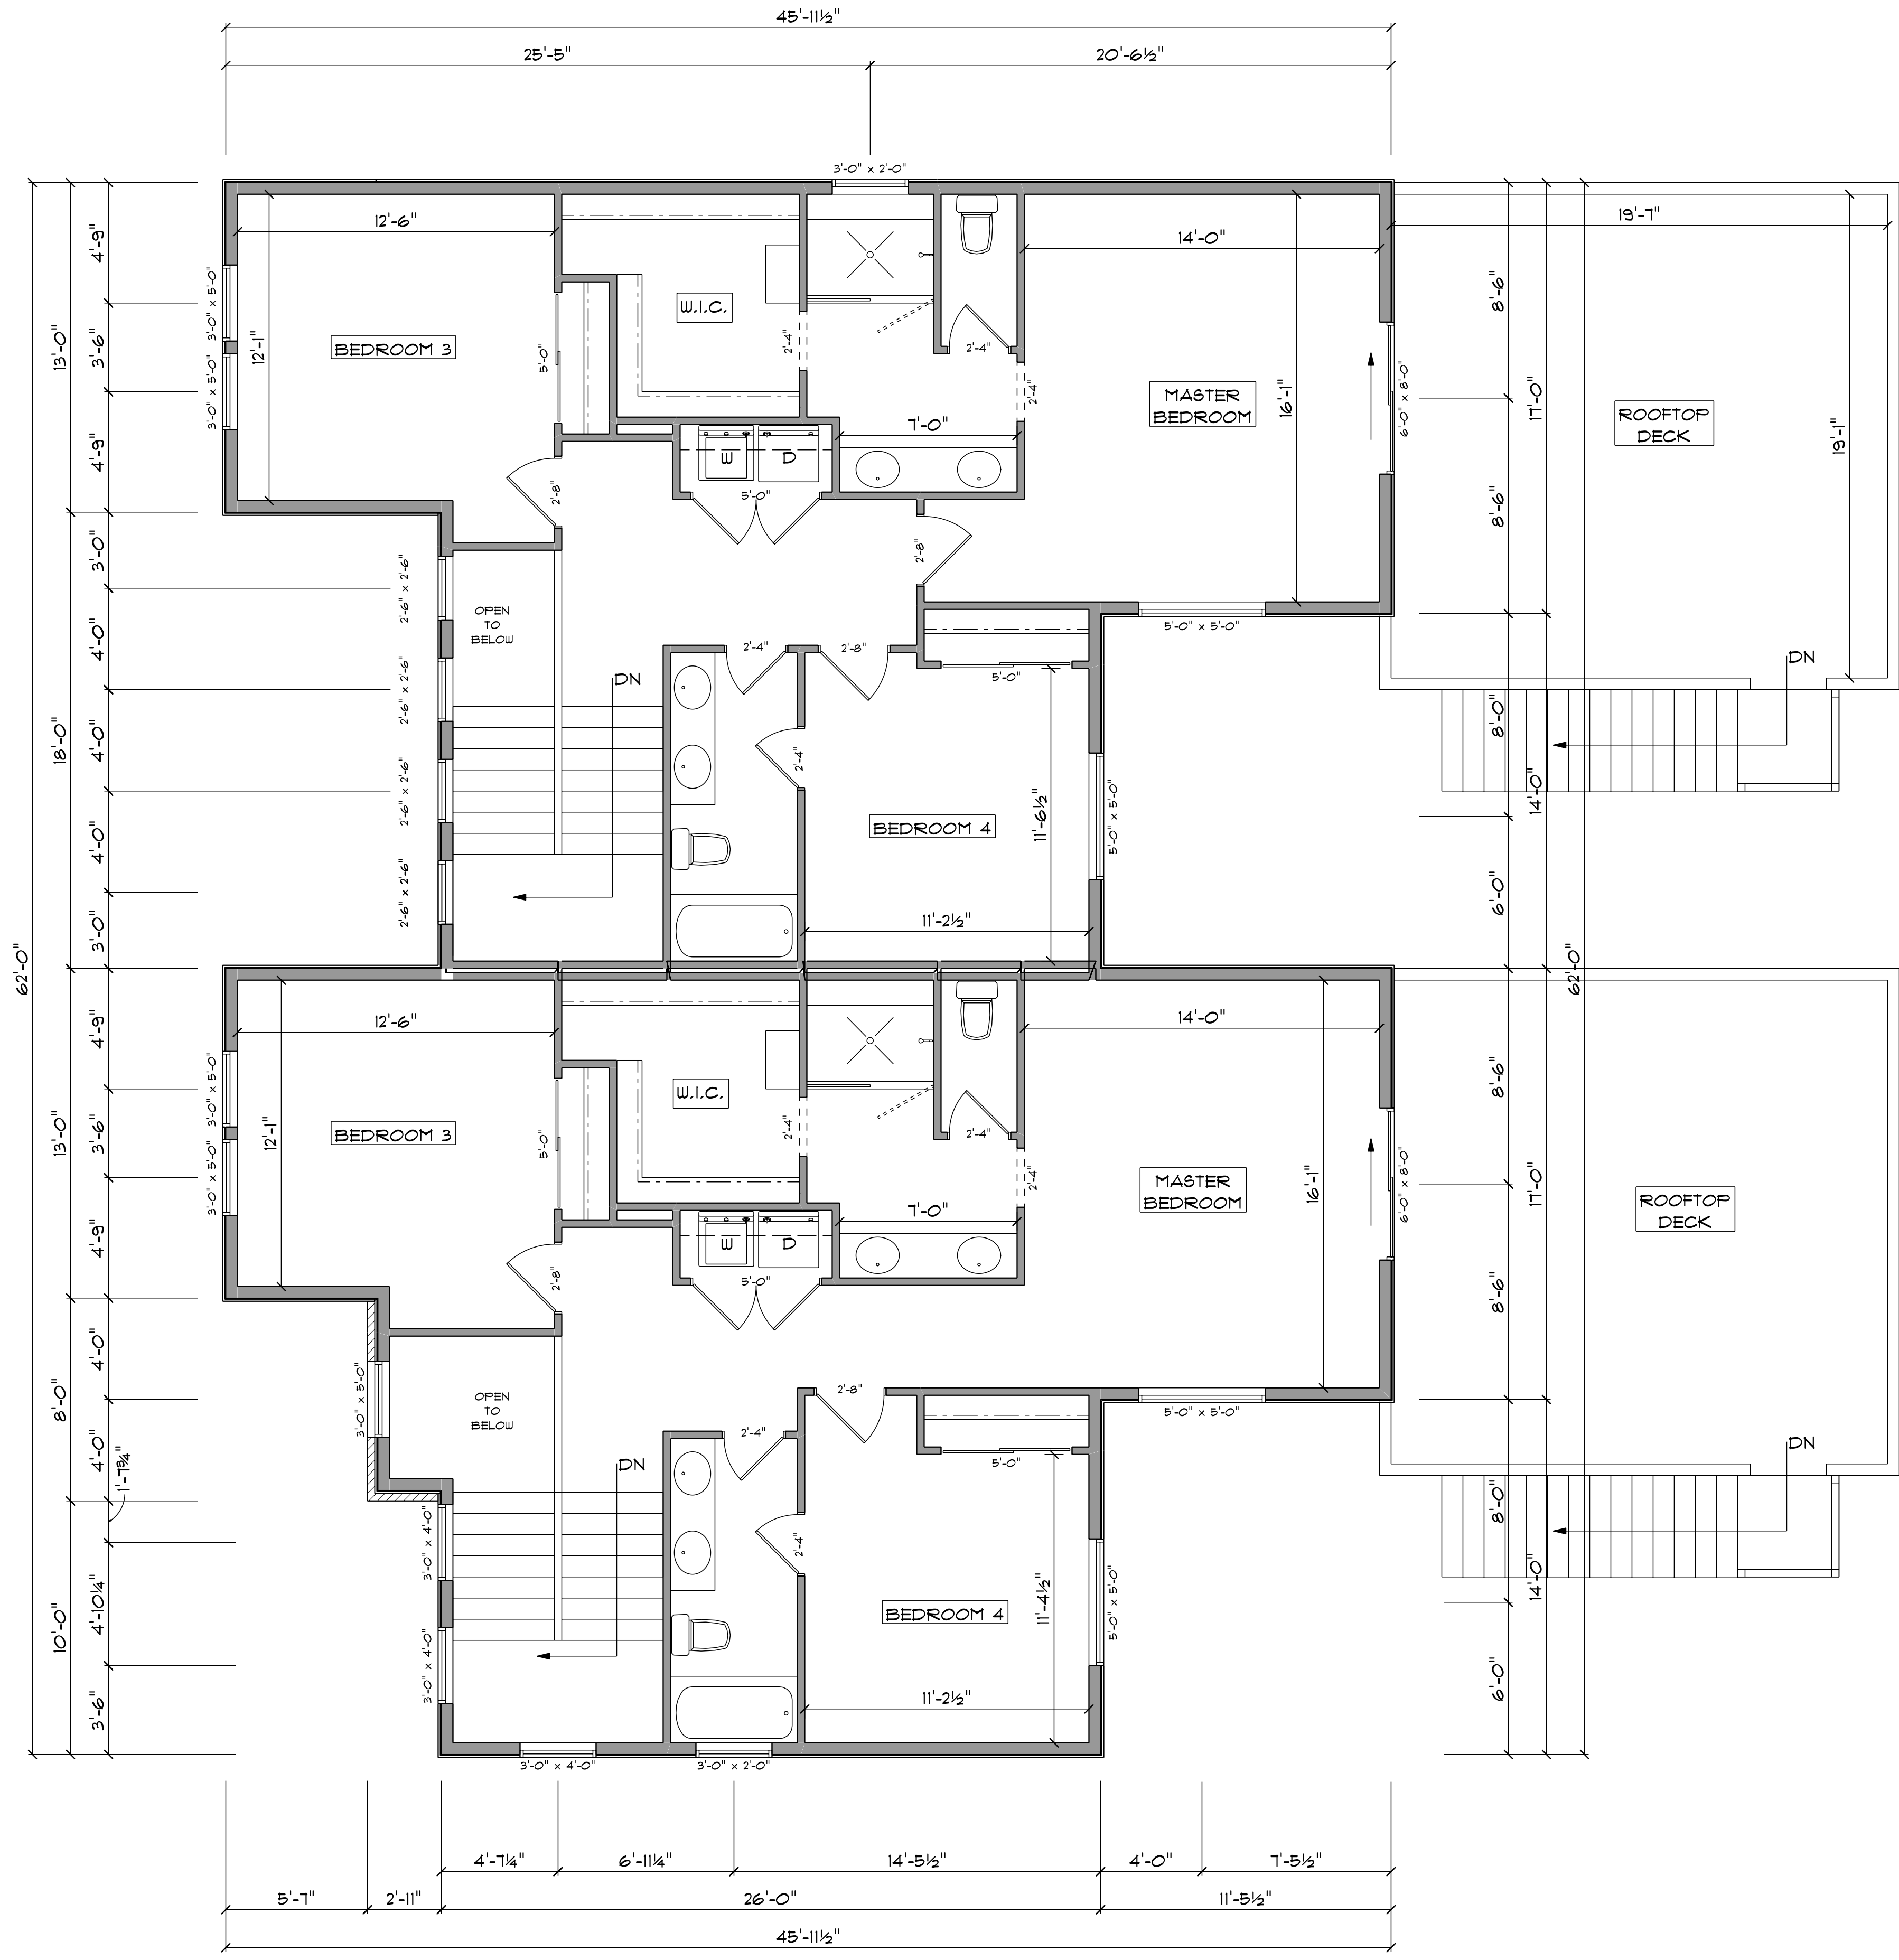 45'-11½"
25'-5"
20'-6½"
3'-0" x 2'-0"
19'-7"
12'-6"
14'-0"
4'-9"
3'-0" x 5'-0"
8'-6"
W.I.C.
13'-0"
3'-6"
12'-1"
BEDROOM 3
5'-0"
2'-4"
2'-4"
2'-4"
MASTER
BEDROOM
16'-1"
6'-0" x 8'-0"
17'-0"
ROOFTOP
DECK
19'-1"
3'-0" x 5'-0"
7'-0"
4'-9"
W
D
2'-8"
5'-0"
8'-6"
3'-0"
2'-8"
2'-6" x 2'-6"
OPEN
TO
BELOW
5'-0" x 5'-0"
4'-0"
2'-4"
2'-8"
5'-0"
DN
DN
2'-6" x 2'-6"
18'-0"
4'-0"
8'-0"
2'-4"
2'-6" x 2'-6"
14'-0"
BEDROOM 4
11'-6½"
5'-0" x 5'-0"
4'-0"
2'-6" x 2'-6"
6'-0"
11'-2½"
3'-0"
62'-0"
62'-0"
4'-9"
12'-6"
14'-0"
3'-0" x 5'-0"
8'-6"
W.I.C.
13'-0"
3'-6"
12'-1"
BEDROOM 3
5'-0"
2'-4"
2'-4"
2'-4"
MASTER
BEDROOM
16'-1"
6'-0" x 8'-0"
17'-0"
ROOFTOP
DECK
3'-0" x 5'-0"
7'-0"
4'-9"
W
D
2'-8"
5'-0"
8'-6"
4'-0"
3'-0" x 5'-0"
OPEN
TO
BELOW
2'-8"
5'-0" x 5'-0"
8'-0"
4'-0"
1'-7¾"
2'-4"
5'-0"
DN
DN
8'-0"
3'-0" x 4'-0"
2'-4"
14'-0"
4'-10¼"
BEDROOM 4
11'-4½"
5'-0" x 5'-0"
10'-0"
3'-0" x 4'-0"
3'-6"
11'-2½"
6'-0"
3'-0" x 4'-0"
3'-0" x 2'-0"
4'-7¼"
6'-11¼"
14'-5½"
4'-0"
7'-5½"
5'-7"
2'-11"
26'-0"
11'-5½"
45'-11½"